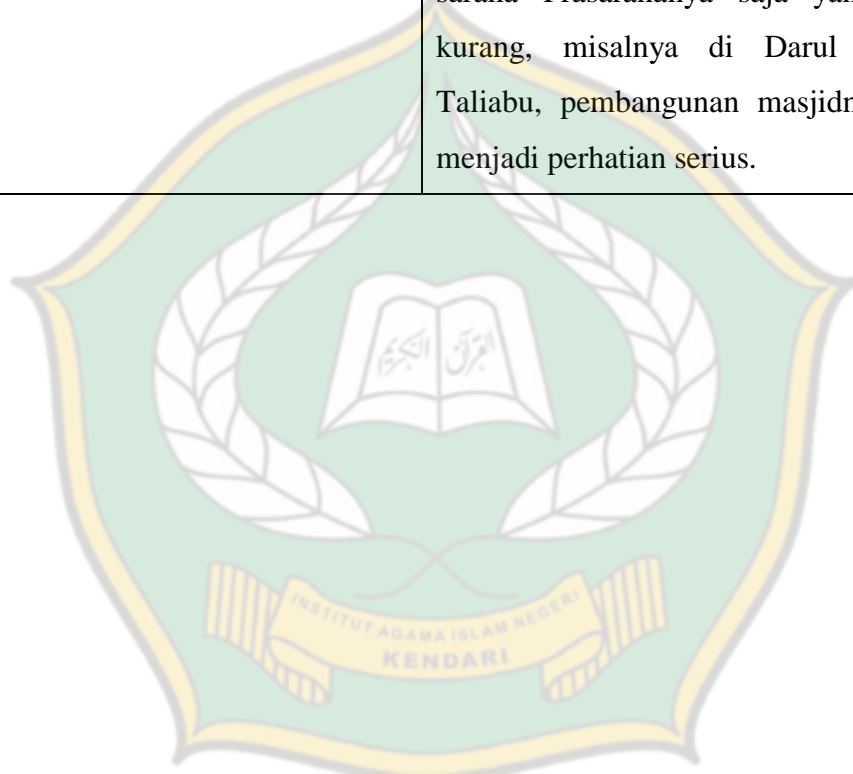 sarana Prasarananya saja
kurang, misalnya di Darul
Taliabu, pembangunan
menjadi perhatian serius.
القرآن الكريم
INSTITUT AGAMA ISLAM NEGERI
KENDARI